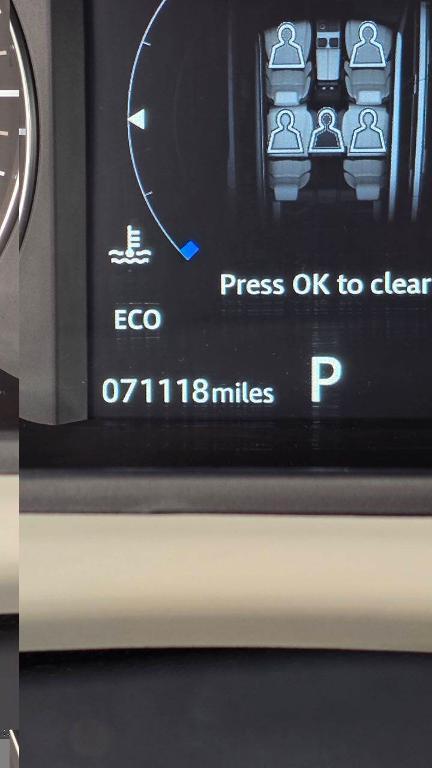 Press OK to clear
ECO
071118miles
P